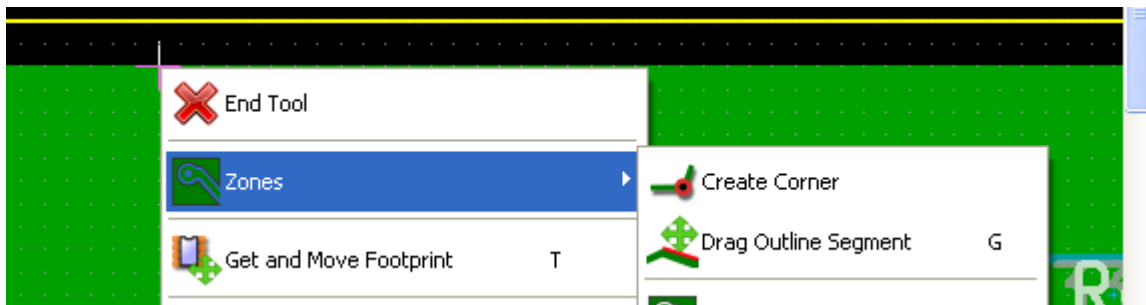 End Tool
Zones
Create Corner
Drag Outline Segment G
Get and Move Footprint T
R